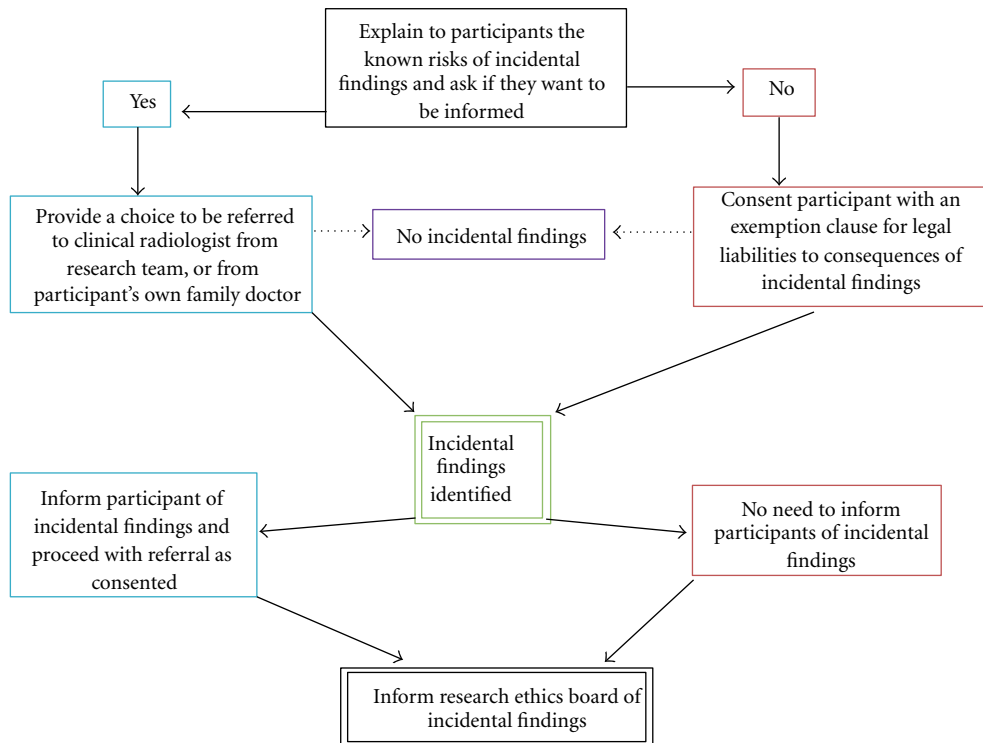 Explain to participants the
known risks of incidental
findings and ask if they want to
be informed
Yes
No
Provide a choice to be referred
to clinical radiologist from
research team, or from
participant's own family doctor
No incidental findings
Consent participant with an
exemption clause for legal
liabilities to consequences of
incidental findings
Incidental
findings
identified
Inform participant of
incidental findings and
proceed with referral as
consented
No need to inform
participants of incidental
findings
Inform research ethics board of
incidental findings